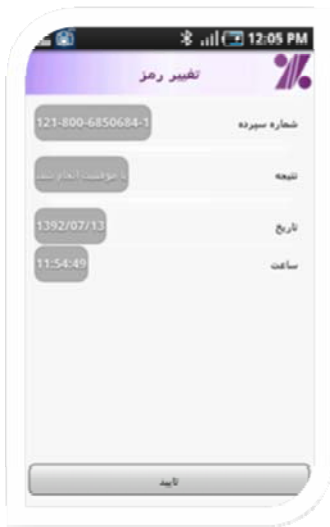 12:05 PM
تغییر رمز
شماره سپرده 121-800-6850684-1
نتیجه با موفقیت انجام شد.
تاریخ 1392/07/13
ساعت 11:54:49
تایید